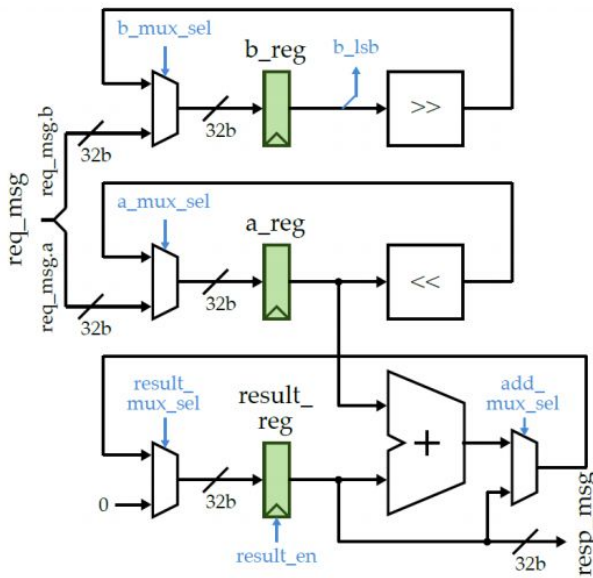 b_mux_sel
b_reg
b_lsb
>>
32b
req_msg.b
32b
req_msg
a_mux_sel
a_reg
<<
req_msg.a
32b
32b
result_
mux_sel
result_
reg
add_
mux_sel
+
0
32b
result_en
32b
resp_msg